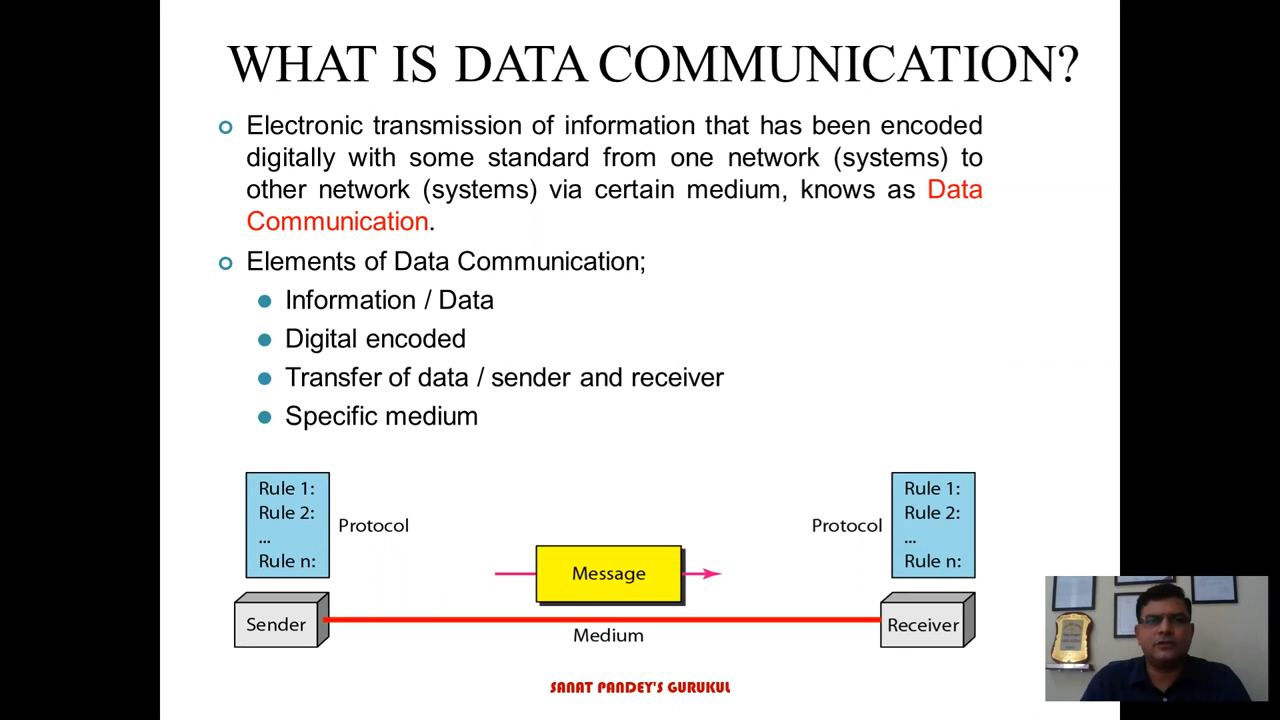 WHAT IS DATA COMMUNICATION?
Electronic transmission of information that has been encoded
digitally with some standard from one network (systems) to
other network (systems) via certain medium, knows as Data
Communication.
Elements of Data Communication;
Information / Data
Digital encoded
Transfer of data / sender and receiver
Specific medium
Rule 1:
Rule 2:
...
Rule n:
Protocol
Message
Protocol
Rule 1:
Rule 2:
...
Rule n:
Sender
Medium
Receiver
SANAT PANDEY'S GURUKUL